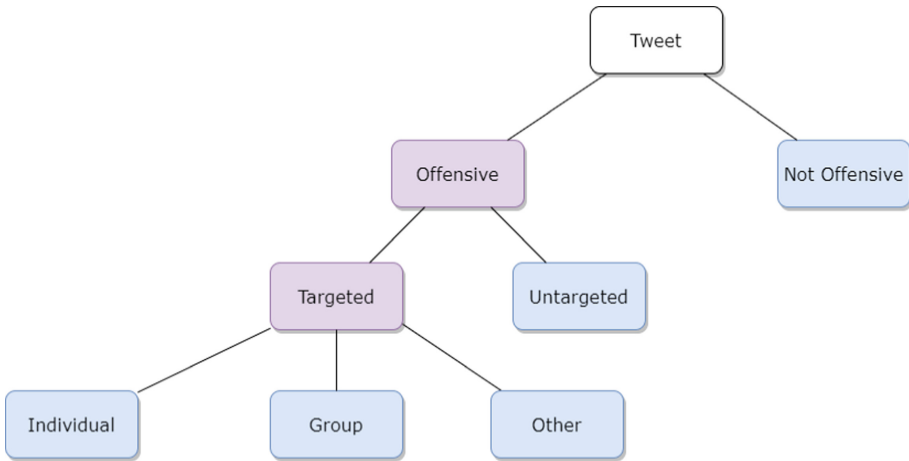 Tweet
Offensive
Not Offensive
Targeted
Untargeted
Individual
Group
Other